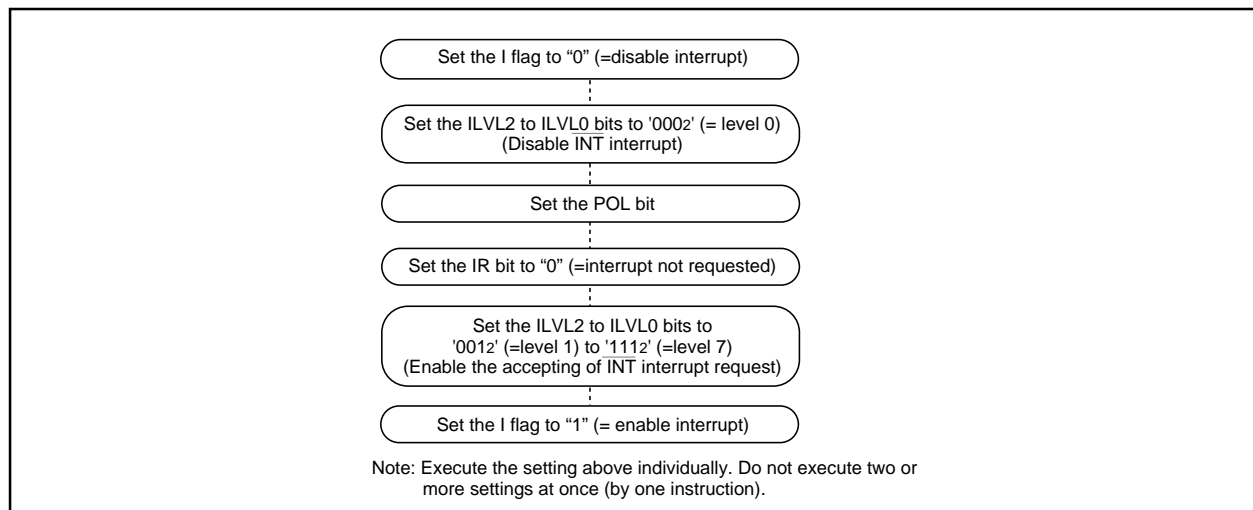 Set the I flag to “0” (=disable interrupt)
Set the ILVL2 to ILVL0 bits to '0002' (= level 0)
(Disable INT interrupt)
Set the POL bit
Set the IR bit to “0” (=interrupt not requested)
Set the ILVL2 to ILVL0 bits to
'0012' (=level 1) to '1112' (=level 7)
(Enable the accepting of INT interrupt request)
Set the I flag to “1” (= enable interrupt)
Note: Execute the setting above individually. Do not execute two or
more settings at once (by one instruction).